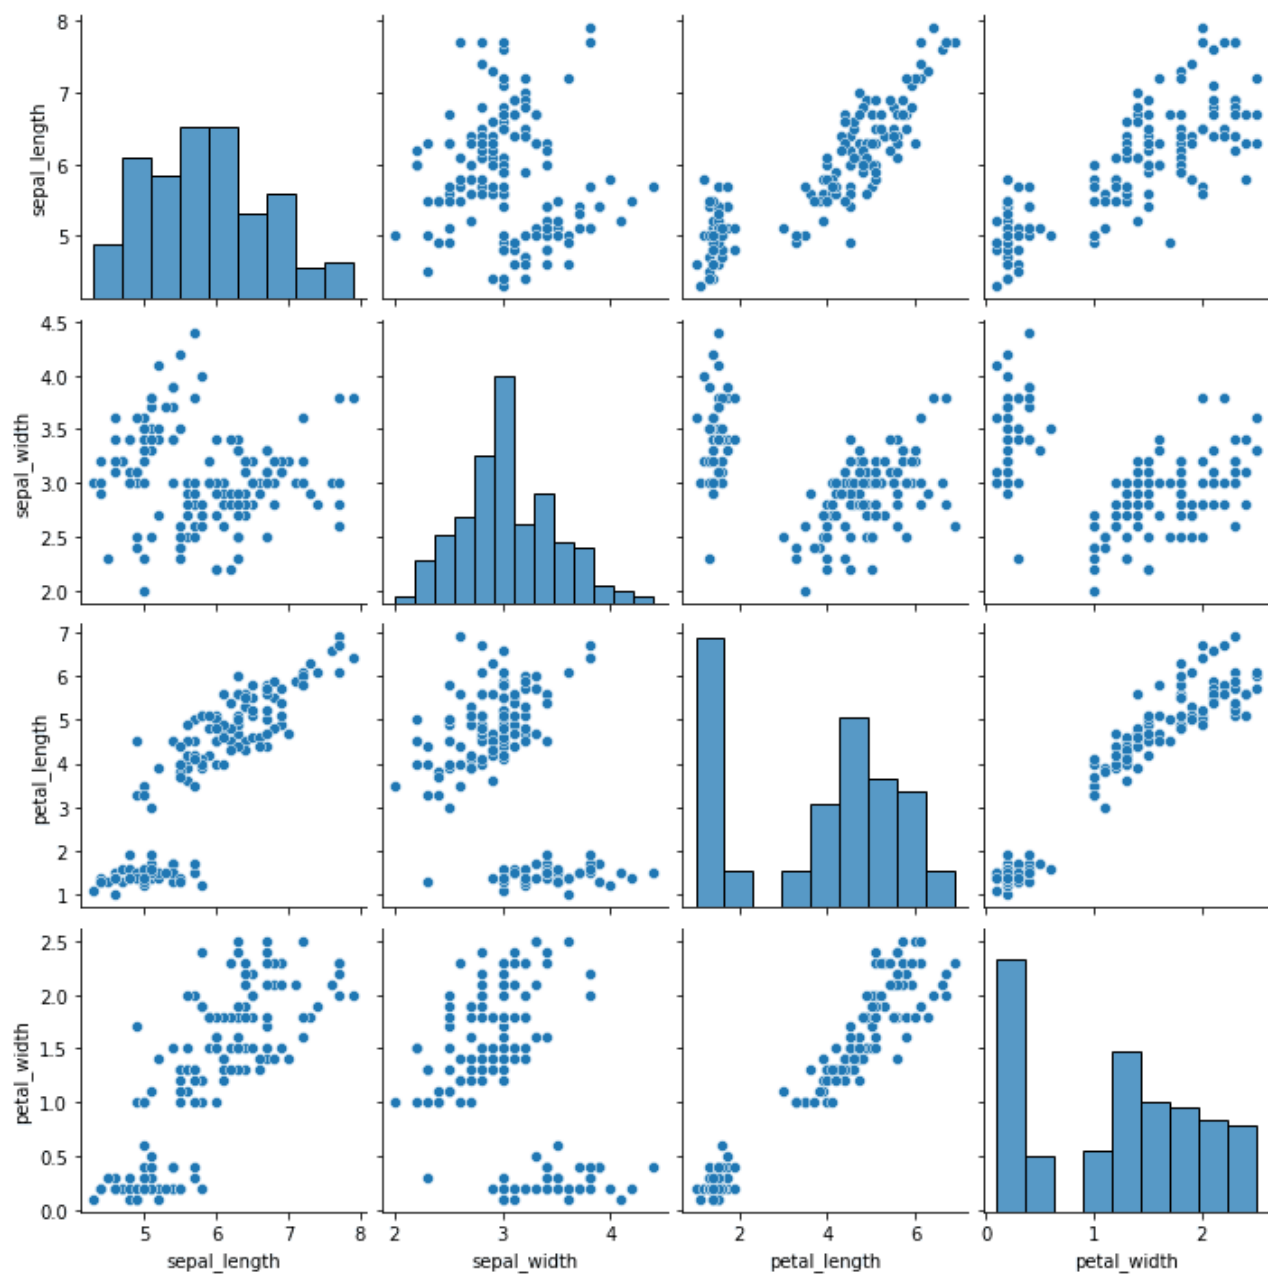 8
7
6
5
sepal_length
4.5
4.0
3.5
3.0
2.5
2.0
sepal_width
7
6
5
4
3
2
1
petal_length
2.5
2.0
1.5
1.0
0.5
0.0
petal_width
5 6 7 8
2 3 4
2 4 6
0 1 2
sepal_length sepal_width petal_length petal_width